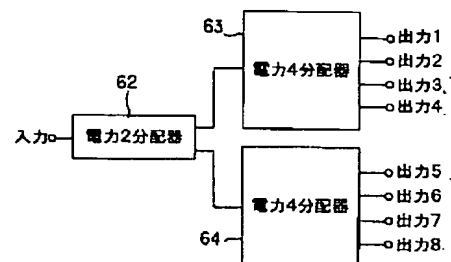 63
電力4分配器
出力1
出力2
出力3
出力4
62
入力
電力2分配器
電力4分配器
64
出力5
出力6
出力7
出力8